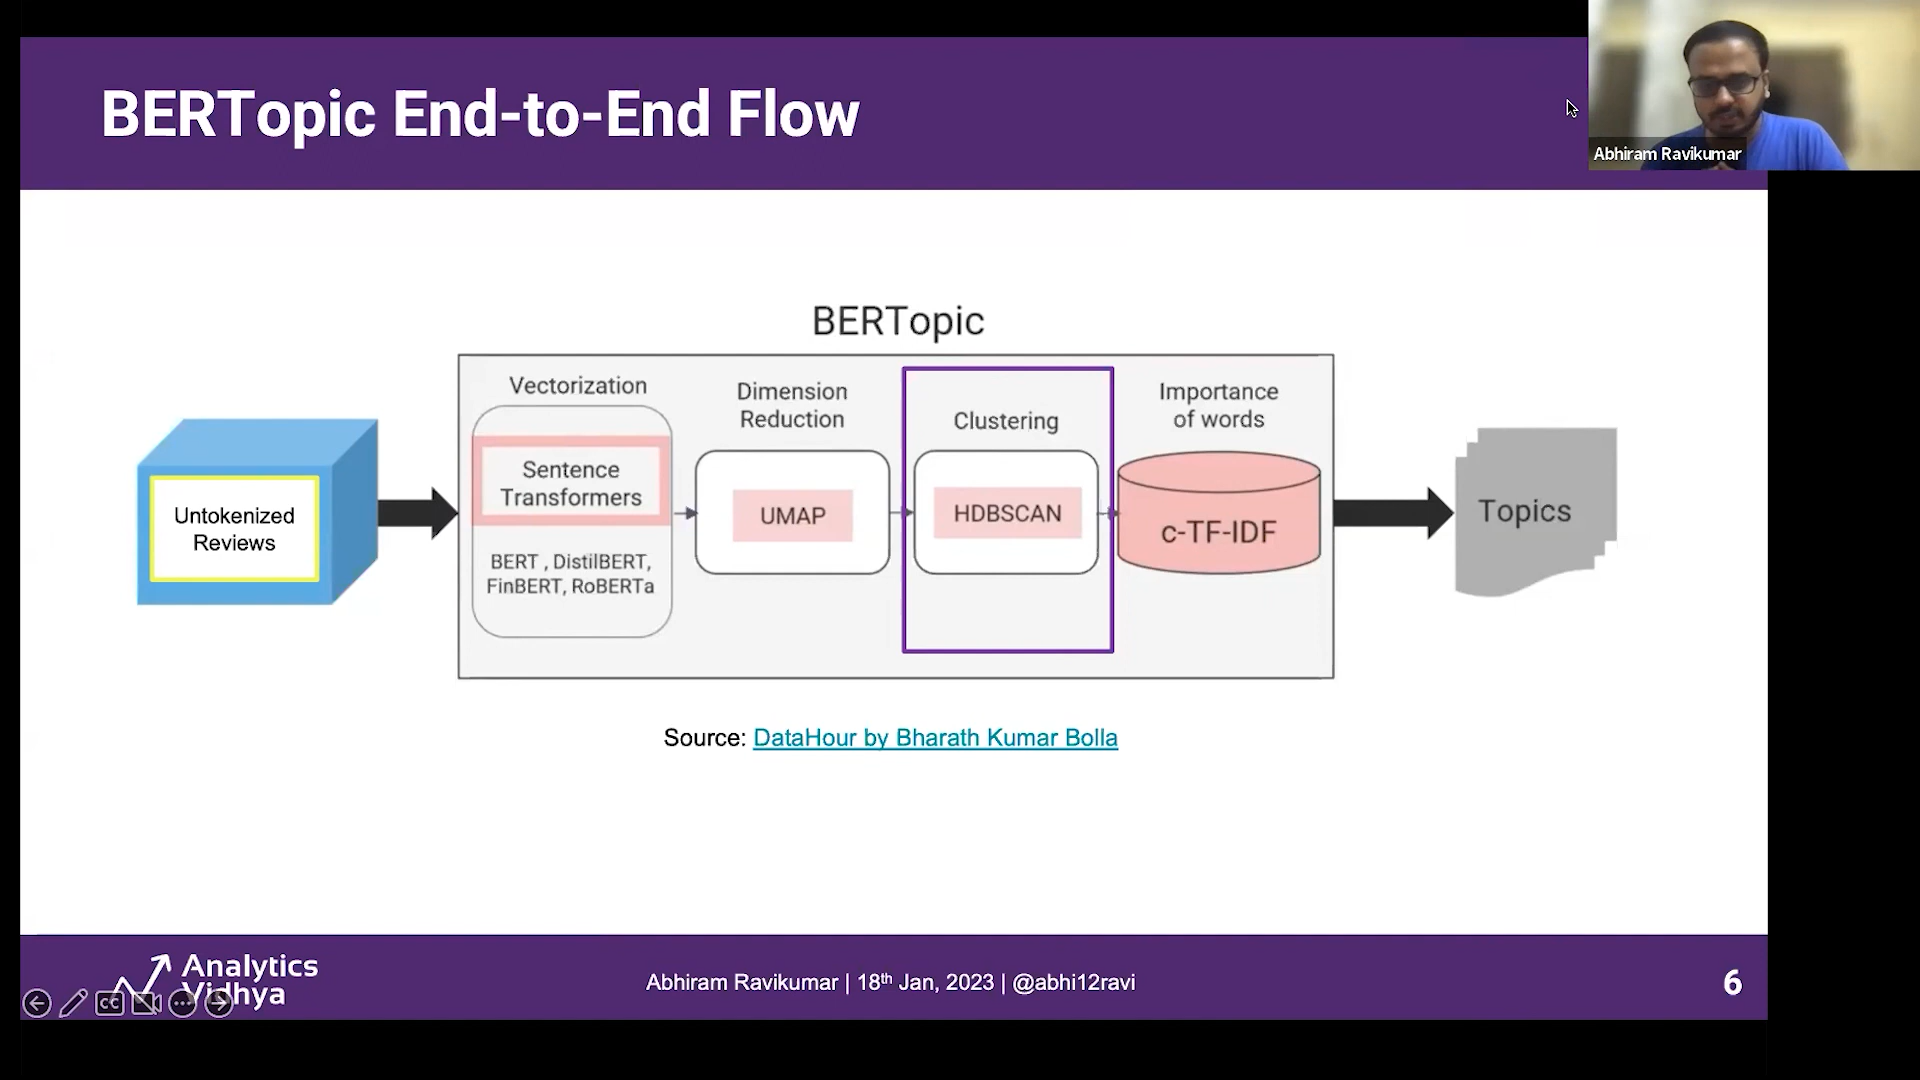 BERTopic End-to-End Flow
Abhiram Ravikumar
BERTopic
Vectorization
Dimension
Reduction
Clustering
Importance
of words
Sentence
Transformers
BERT , DistilBERT,
FinBERT, RoBERTa
UMAP
HDBSCAN
c-TF-IDF
Untokenized
Reviews
Topics
Source: DataHour by Bharath Kumar Bolla
Analytics
Vidhya
CC
Abhiram Ravikumar | 18th Jan, 2023 | @abhi12ravi
6